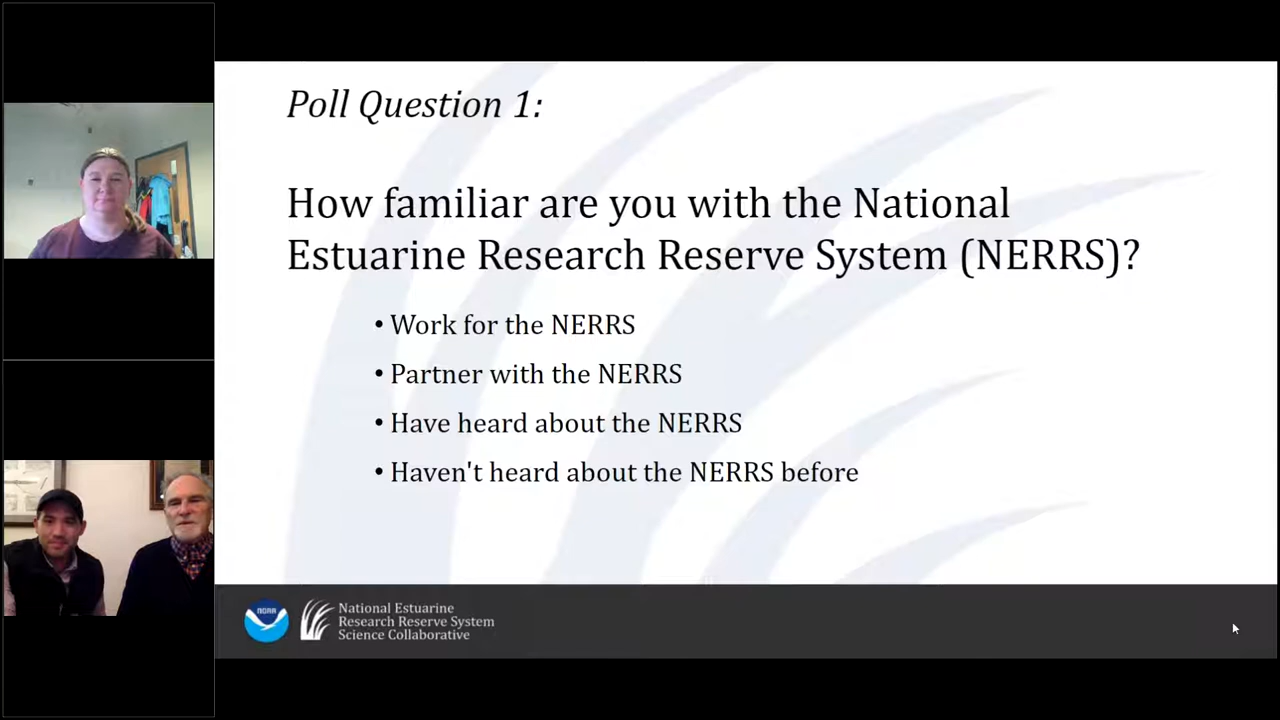 Poll Question 1:
How familiar are you with the National
Estuarine Research Reserve System (NERRS)?
• Work for the NERRS
• Partner with the NERRS
• Have heard about the NERRS
• Haven't heard about the NERRS before
NOAA
National Estuarine
Research Reserve System
Science Collaborative